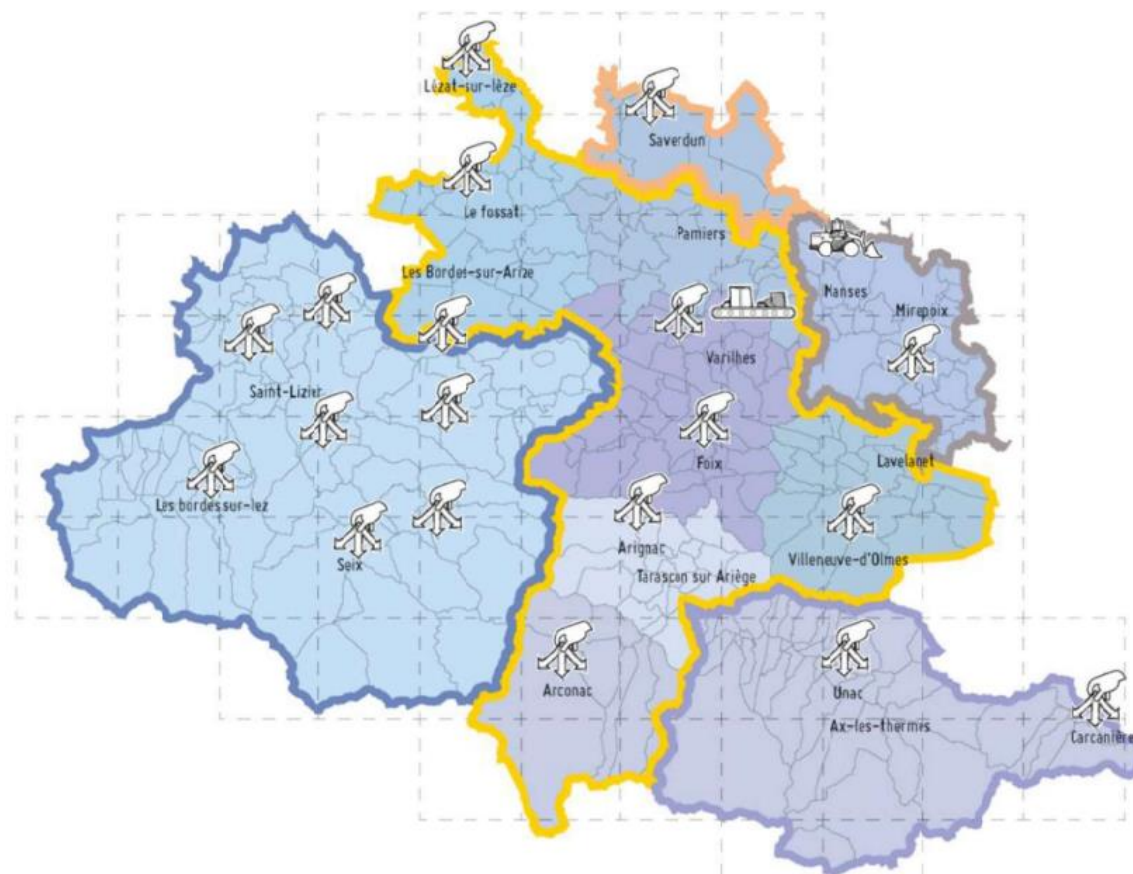 Lézat-sur-lèze
Saverdun
Le fossat
Pamiers
Les Bordes-sur-Arize
Manses
Mirepoix
Varilhes
Saint-Lizier
Foix
Lavelanet
Les bordes sur-lez
Seix
Arignac
Villeneuve-d'Olmes
Tarascon sur Ariège
Arconac
Unac
Ax-les-thermes
Carcanière